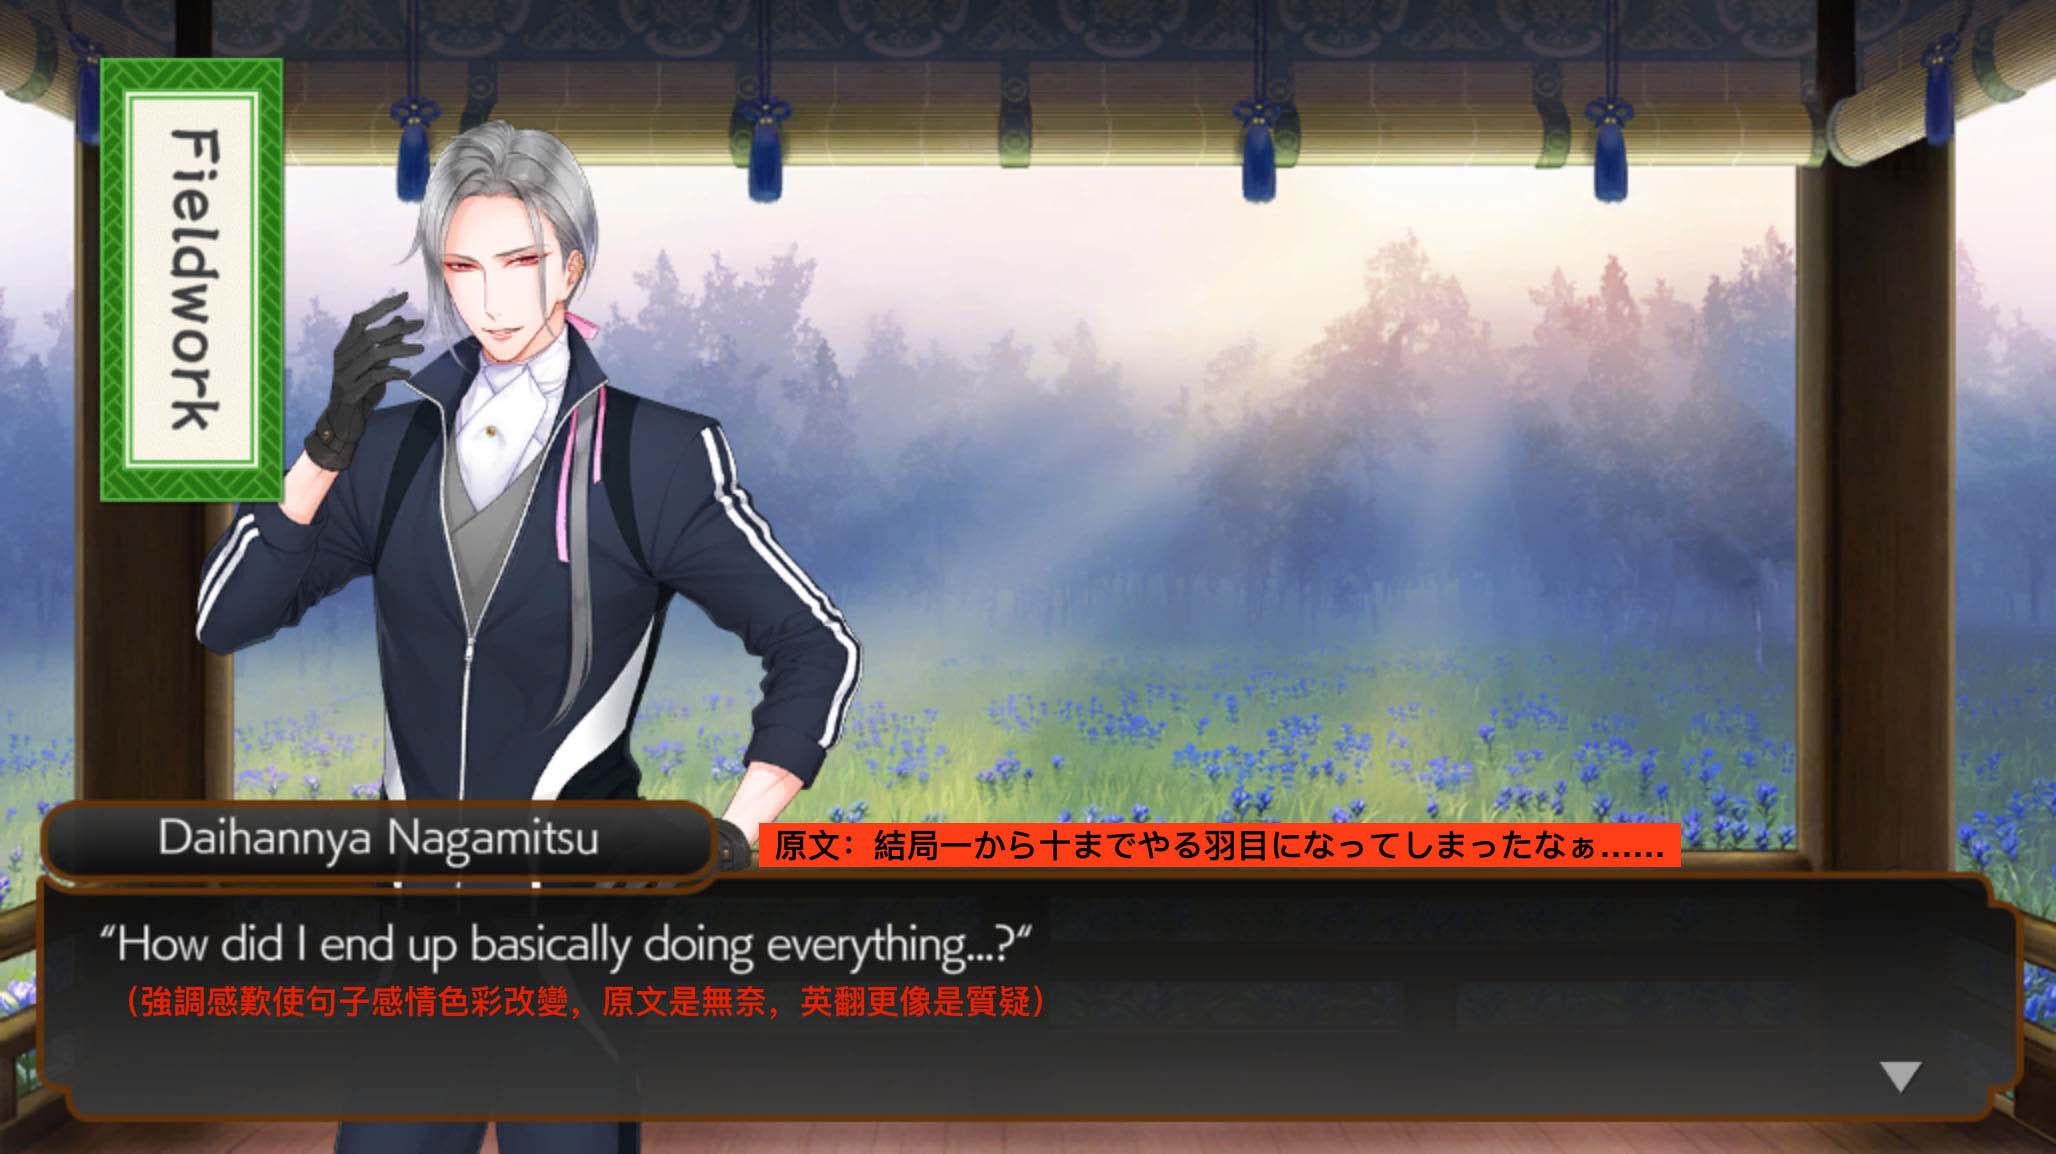 Fieldwork
Daihannya Nagamitsu
原文：結局一から十までやる羽目になってしまったなぁ……
“How did I end up basically doing everything...?“
（強調感歎使句子感情色彩改變，原文是無奈，英翻更像是質疑）